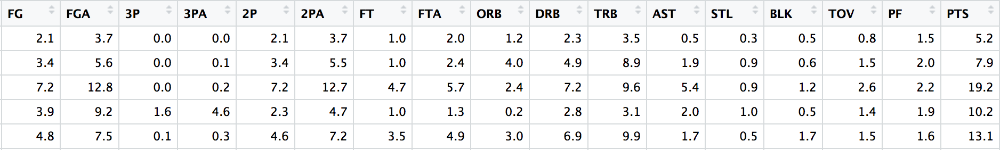 FG FGA 3P 3PA 2P 2PA FT FTA ORB DRB TRB AST STL BLK TOV PF PTS
2.1 3.7 0.0 0.0 2.1 3.7 1.0 2.0 1.2 2.3 3.5 0.5 0.3 0.5 0.8 1.5 5.2
3.4 5.6 0.0 0.1 3.4 5.5 1.0 2.4 4.0 4.9 8.9 1.9 0.9 0.6 1.5 2.0 7.9
7.2 12.8 0.0 0.2 7.2 12.7 4.7 5.7 2.4 7.2 9.6 5.4 0.9 1.2 2.6 2.2 19.2
3.9 9.2 1.6 4.6 2.3 4.7 1.0 1.3 0.2 2.8 3.1 2.0 1.0 0.5 1.4 1.9 10.2
4.8 7.5 0.1 0.3 4.6 7.2 3.5 4.9 3.0 6.9 9.9 1.7 0.5 1.7 1.5 1.6 13.1